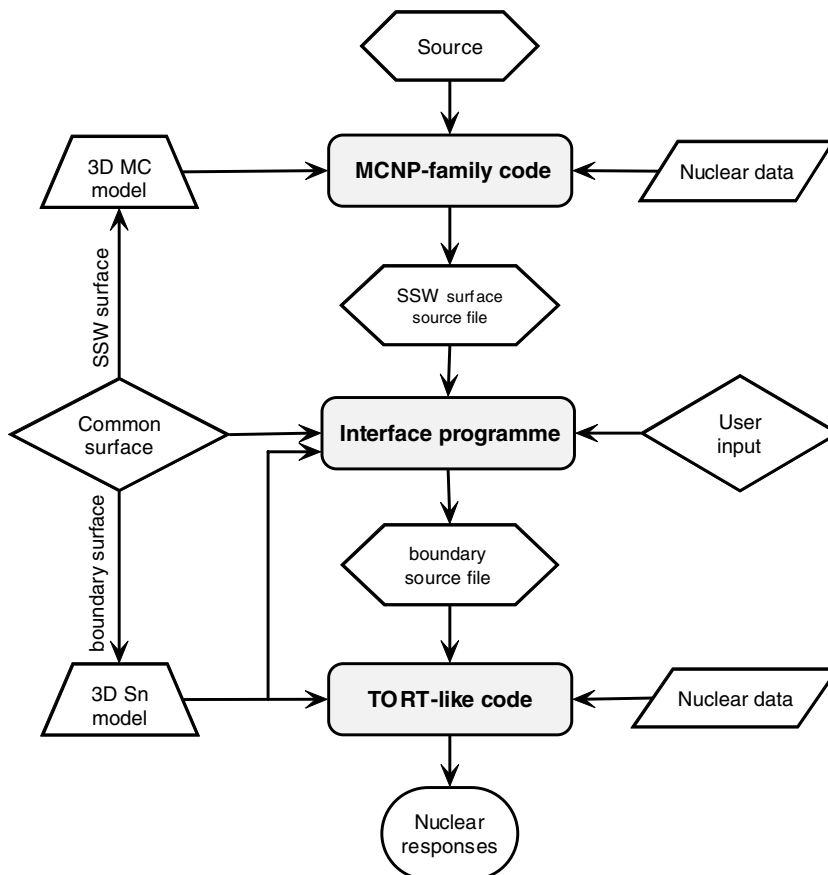 Source
3D MC
model
MCNP-family code
Nuclear data
SSW surface
SSW surface
source file
Common
surface
Interface programme
User
input
boundary surface
boundary
source file
3D Sn
model
TORT-like code
Nuclear data
Nuclear
responses